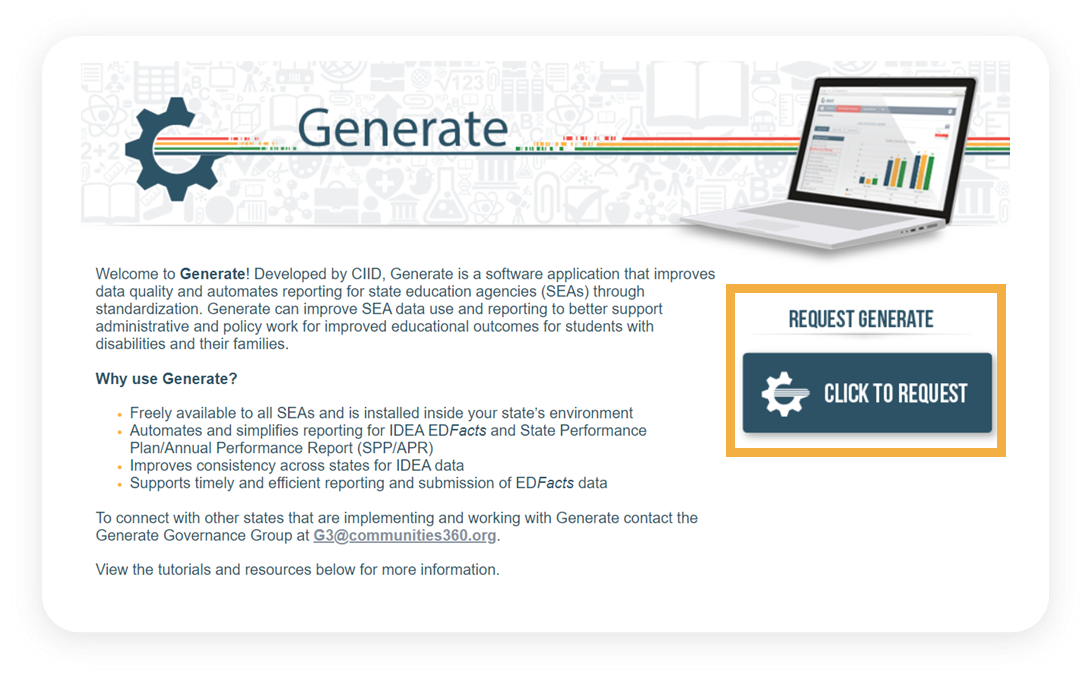 Generate
Welcome to Generate! Developed by CIID, Generate is a software application that improves
data quality and automates reporting for state education agencies (SEAs) through
standardization. Generate can improve SEA data use and reporting to better support
administrative and policy work for improved educational outcomes for students with
disabilities and their families.
Why use Generate?
Freely available to all SEAs and is installed inside your state’s environment
Automates and simplifies reporting for IDEA EDFacts and State Performance
Plan/Annual Performance Report (SPP/APR)
Improves consistency across states for IDEA data
Supports timely and efficient reporting and submission of EDFacts data
To connect with other states that are implementing and working with Generate contact the
Generate Governance Group at G3@communities360.org.
View the tutorials and resources below for more information.
REQUEST GENERATE
CLICK TO REQUEST